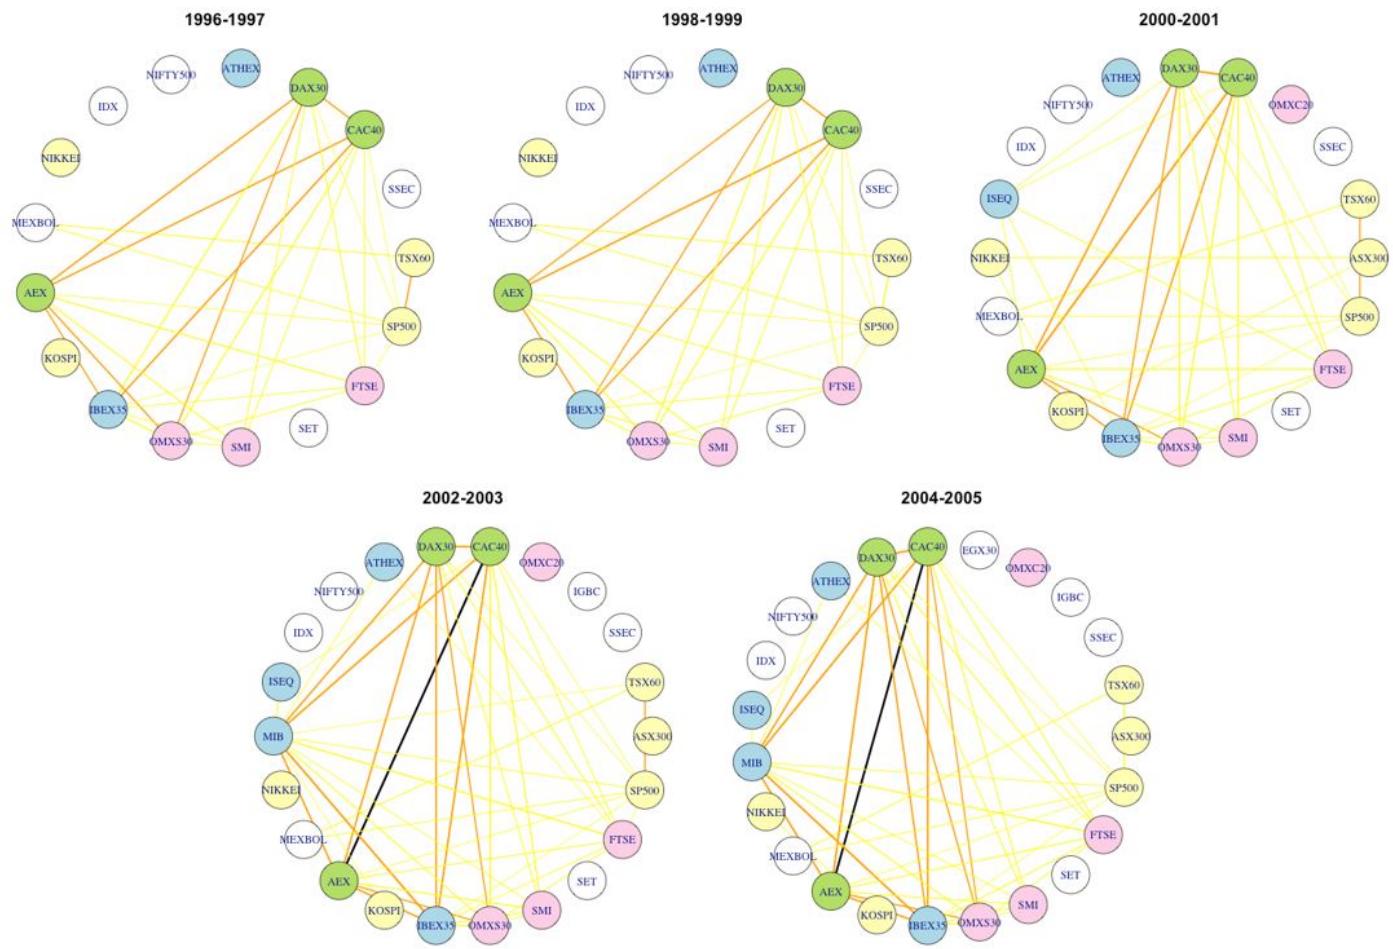 1996-1997
1998-1999
2000-2001
NIFTY500
ATHEX
DAX30
IDX
CAC40
NIKKEI
SSEC
MEXBOL
TSX60
AEX
SP500
KOSPI
FTSE
IBEX35
SET
OMXS30
SMI
NIFTY500
ATHEX
DAX30
IDX
CAC40
NIKKEI
SSEC
MEXBOL
TSX60
AEX
SP500
KOSPI
FTSE
IBEX35
SET
OMXS30
SMI
DAX30
CAC40
ATHEX
NIFTY500
OMXC20
IDX
SSEC
ISEQ
TSX60
NIKKEI
ASX300
MEXBOL
SP500
AEX
FTSE
KOSPI
SET
IBEX35
OMXS30
SMI
2002-2003
2004-2005
DAX30
CAC40
ATHEX
OMXC20
NIFTY500
IGBC
IDX
SSEC
ISEQ
TSX60
MIB
ASX300
NIKKEI
SP500
MEXBOL
FTSE
AEX
SET
KOSPI
SMI
IBEX35
OMXS30
DAX30
CAC40
EGX30
ATHEX
OMXC20
NIFTY500
IGBC
IDX
SSEC
ISEQ
TSX60
MIB
ASX300
NIKKEI
SP500
MEXBOL
FTSE
AEX
SET
KOSPI
SMI
IBEX35
OMXS30